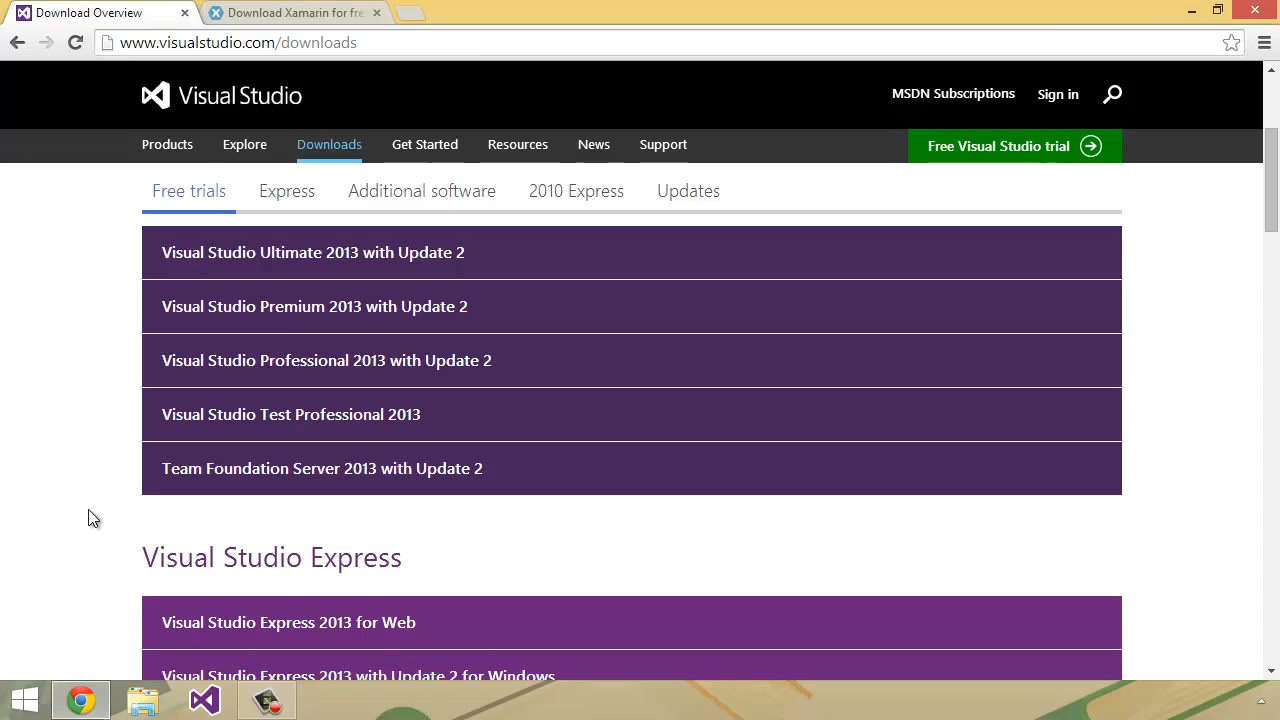 Download Overview
Download Xamarin for fre
www.visualstudio.com/downloads
Visual Studio
MSDN Subscriptions
Sign in
Products
Explore
Downloads
Get Started
Resources
News
Support
Free Visual Studio trial
Free trials
Express
Additional software
2010 Express
Updates
Visual Studio Ultimate 2013 with Update 2
Visual Studio Premium 2013 with Update 2
Visual Studio Professional 2013 with Update 2
Visual Studio Test Professional 2013
Team Foundation Server 2013 with Update 2
Visual Studio Express
Visual Studio Express 2013 for Web
Visual Studio Express 2013 with Update 2 for Windows